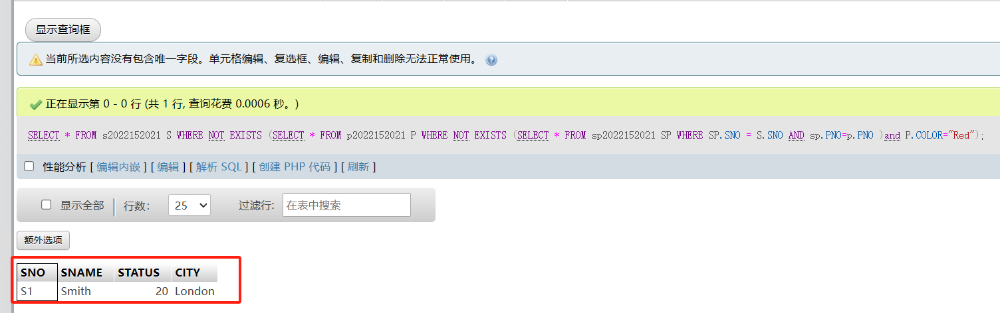 显示查询框
当前所选内容没有包含唯一字段。单元格编辑、复选框、编辑、复制和删除无法正常使用。
正在显示第 0 - 0 行 (共 1 行, 查询花费 0.0006 秒。)
SELECT * FROM s2022152021 S WHERE NOT EXISTS (SELECT * FROM p2022152021 P WHERE NOT EXISTS (SELECT * FROM sp2022152021 SP WHERE SP.SNO = S.SNO AND sp.PNO=p.PNO )and P.COLOR="Red");
性能分析 [ 编辑内嵌 ] [ 编辑 ] [ 解析 SQL ] [ 创建 PHP 代码 ] [ 刷新 ]
显示全部 行数: 25 过滤行: 在表中搜索
额外选项
SNO SNAME STATUS CITY
S1 Smith 20 London